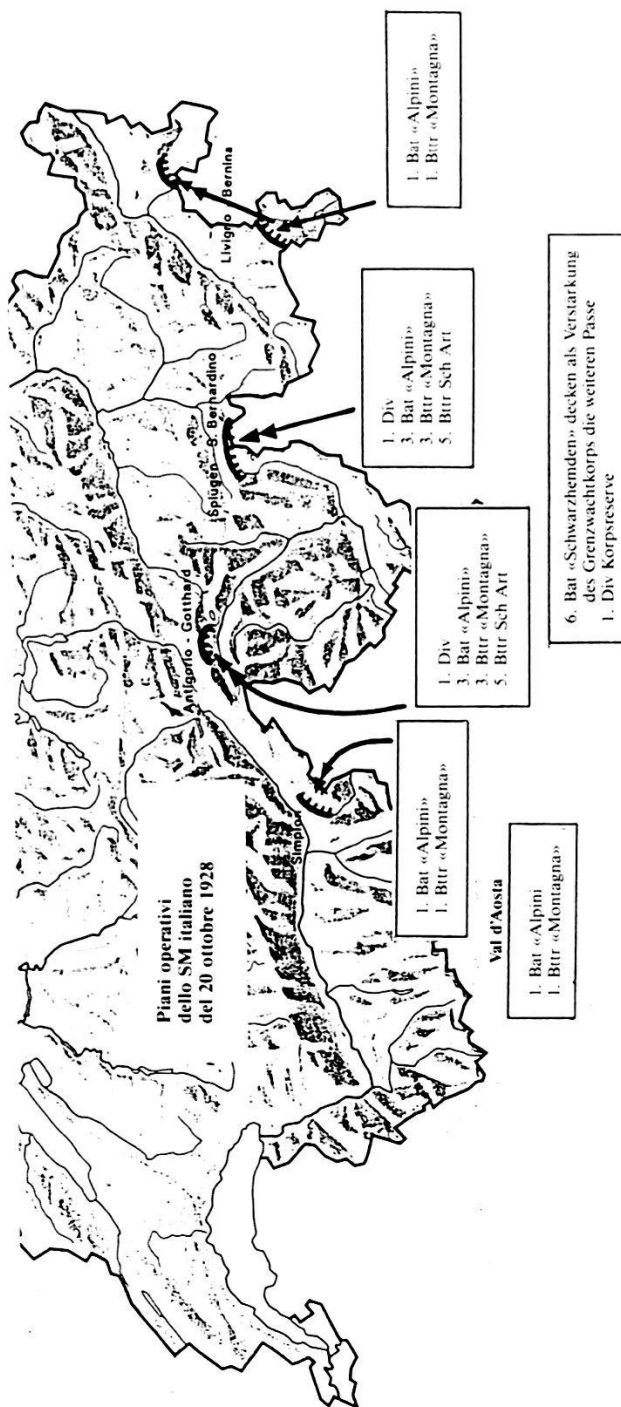 Piani operativi
dello SM italiano
del 20 ottobre 1928
Simplon
Antigorio - Gotthard
Splügen - B. Bernardino
Livigno - Bernina
Val d'Aosta
1. Bat «Alpini
1. Bttr «Montagna»
1. Bat «Alpini»
1. Bttr «Montagna»
1. Div
3. Bat «Alpini»
3. Bttr «Montagna»
5. Bttr Sch Art
1. Div
3. Bat «Alpini»
3. Bttr «Montagna»
5. Bttr Sch Art
1. Bat «Alpini»
1. Bttr «Montagna»
6. Bat «Schwarzhemden» decken als Verstarkung
des Grenzwachtkorps die weiteren Passe
1. Div Korpsreserve